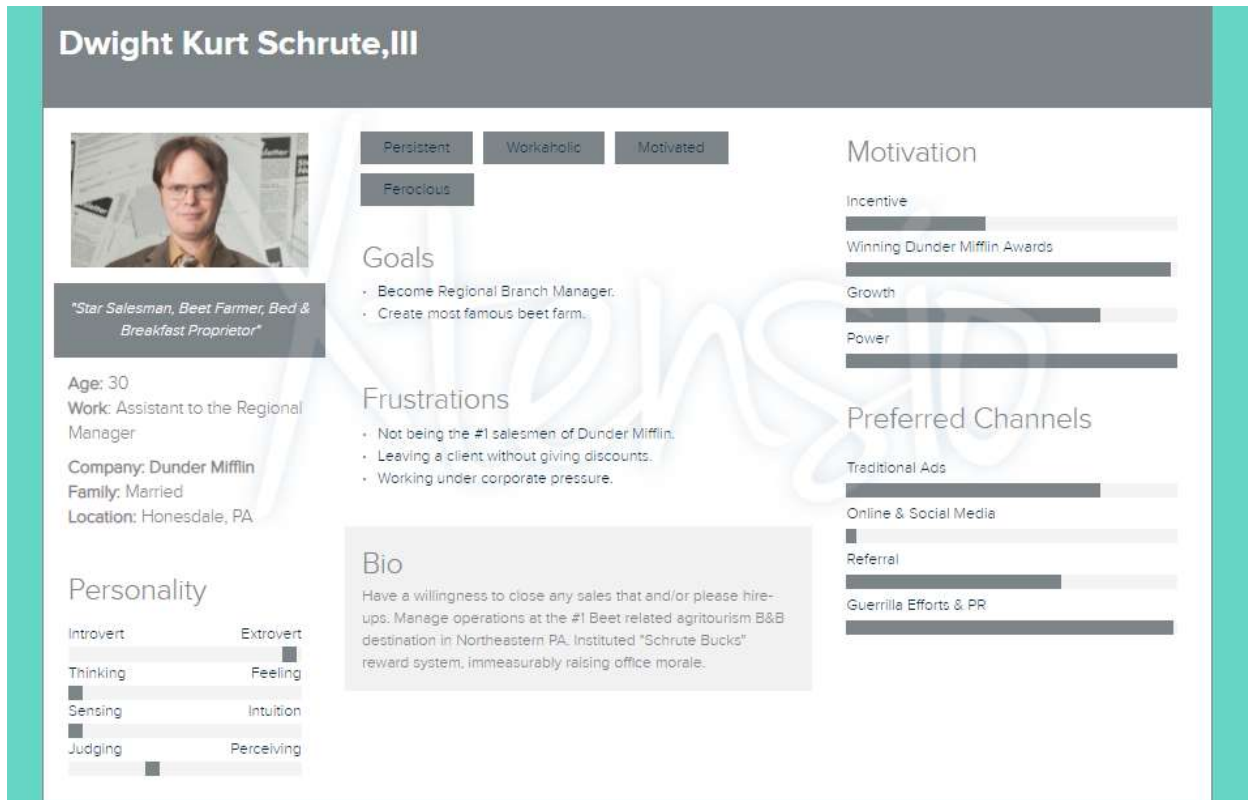 Dwight Kurt Schrute,III
"Star Salesman, Beet Farmer, Bed &
Breakfast Proprietor"
Age: 30
Work: Assistant to the Regional
Manager
Company: Dunder Mifflin
Family: Married
Location: Honesdale, PA
Personality
Introvert Extrovert
Thinking Feeling
Sensing Intuition
Judging Perceiving
Persistent Workaholic Motivated
Ferocious
Goals
• Become Regional Branch Manager.
• Create most famous beet farm.
Frustrations
• Not being the #1 salesmen of Dunder Mifflin.
• Leaving a client without giving discounts.
• Working under corporate pressure.
Bio
Have a willingness to close any sales that and/or please hire-
ups. Manage operations at the #1 Beet related agritourism B&B
destination in Northeastern PA. Instituted "Schrute Bucks"
reward system, immeasurably raising office morale.
Motivation
Incentive
Winning Dunder Mifflin Awards
Growth
Power
Preferred Channels
Traditional Ads
Online & Social Media
Referral
Guerrilla Efforts & PR
Xtensio